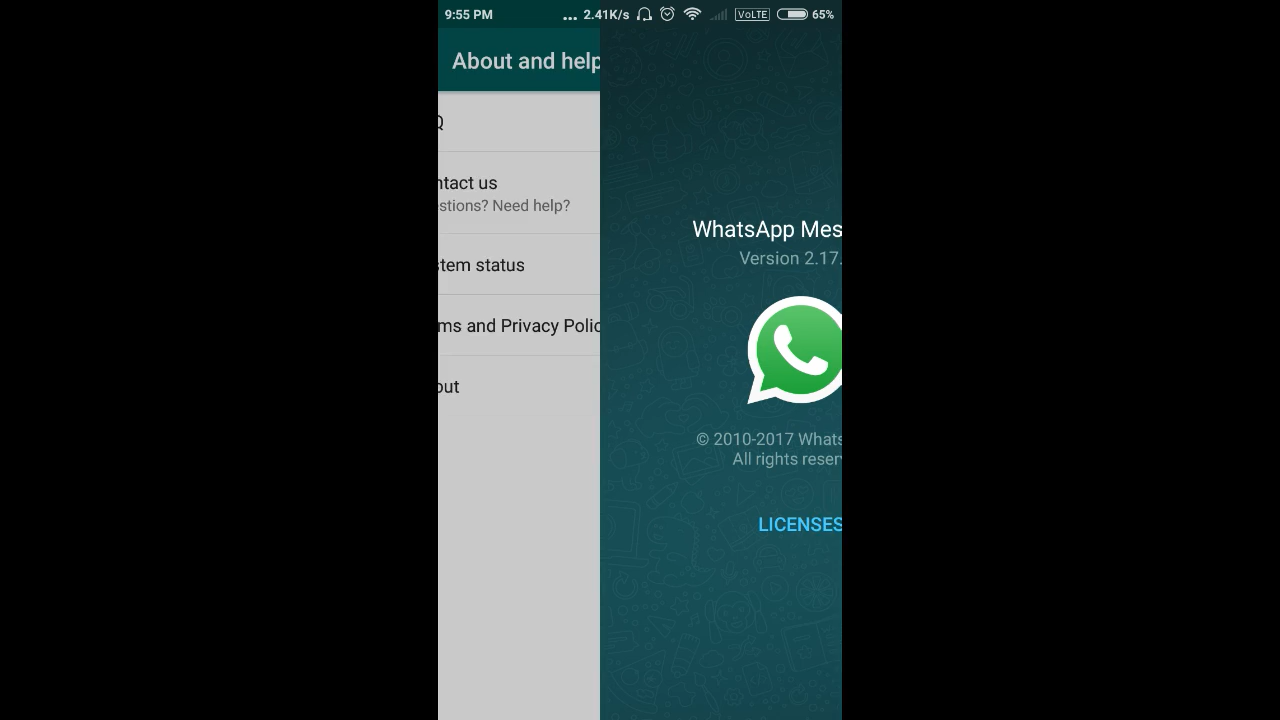 9:55 PM
... 2.41K/s VoLTE 65%
About and help
Q
ntact us
estions? Need help?
stem status
ms and Privacy Polic
out
WhatsApp Mes
Version 2.17.
© 2010-2017 Whats
All rights reser
LICENSES